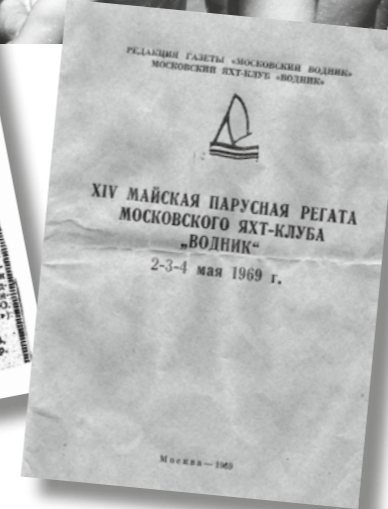 РЕДАКЦИЯ ГАЗЕТЫ «МОСКОВСКИЙ ВОДНИК»
МОСКОВСКИЙ ЯХТ-КЛУБ «ВОДНИК»
XIV МАЙСКАЯ ПАРУСНАЯ РЕГАТА
МОСКОВСКОГО ЯХТ-КЛУБА
„ВОДНИК“
2-3-4 мая 1969 г.
Москва — 1969